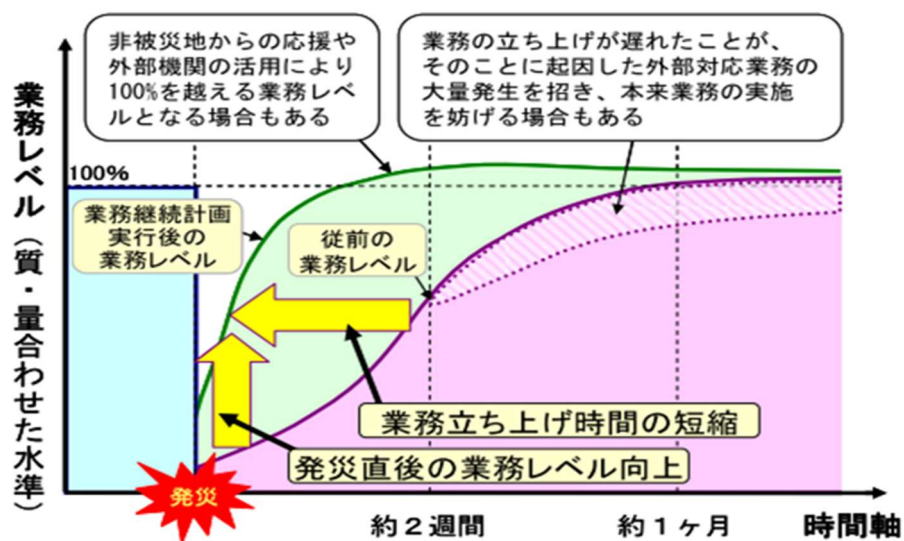 非被災地からの応援や
外部機関の活用により
100%を越える業務レベ
ルとなる場合もある
業務の立ち上げが遅れたことが、
そのことに起因した外部対応業務の
大量発生を招き、本来業務の実施
を妨げる場合もある
業務レベル（質・量合わせた水準）
100%
業務継続計画
実行後の
業務レベル
従前の
業務レベル
業務立ち上げ時間の短縮
発災直後の業務レベル向上
発災
約２週間
約１ヶ月
時間軸